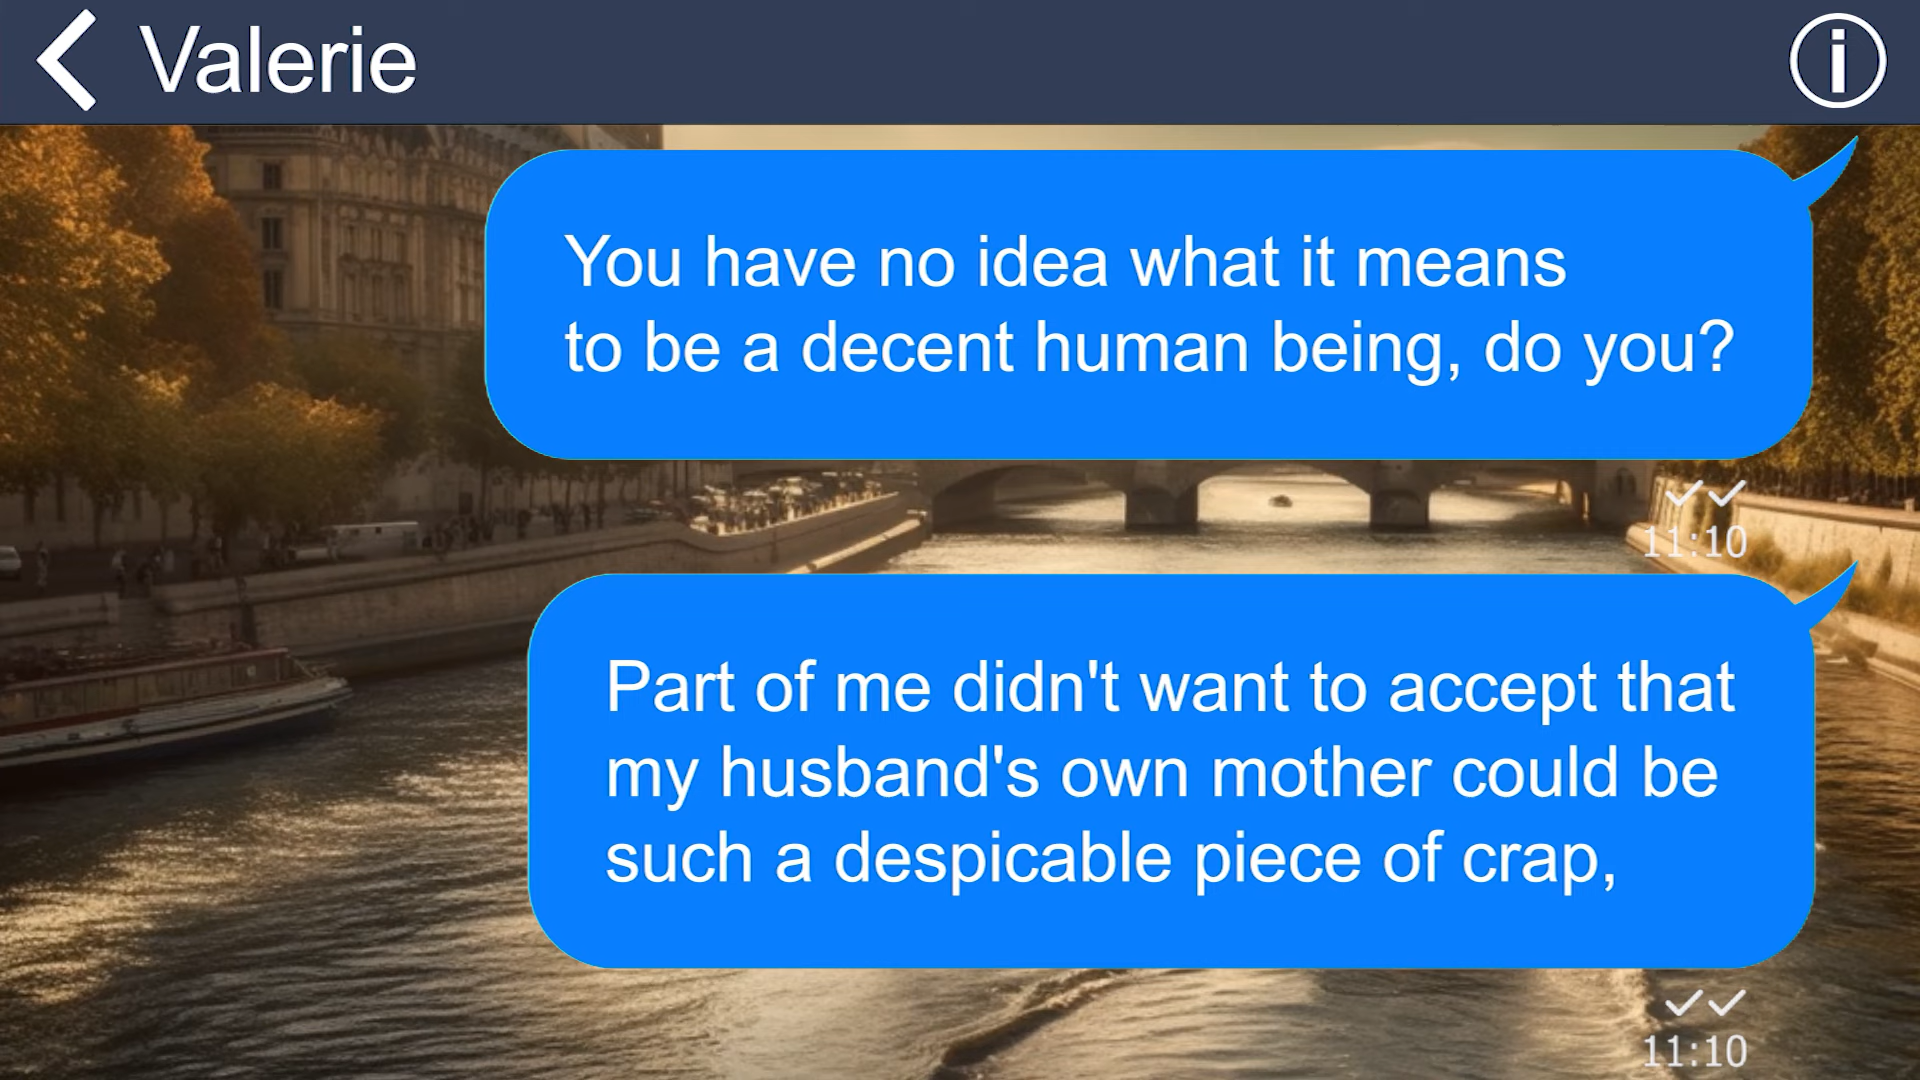 Valerie
You have no idea what it means
to be a decent human being, do you?
11:10
Part of me didn't want to accept that
my husband's own mother could be
such a despicable piece of crap,
11:10